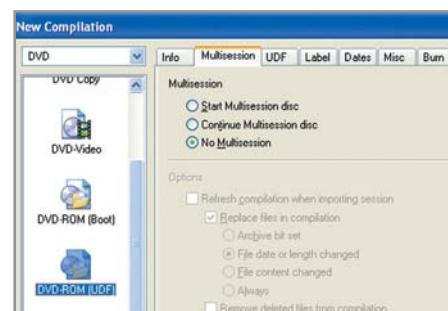 New Compilation
DVD
Info Multisession UDF Label Dates Misc Burn
DVD Copy
DVD-Video
DVD-ROM (Boot)
DVD-ROM (UDF)
Multisession
Start Multisession disc
Continue Multisession disc
No Multisession
Options
Refresh compilation when importing session
Replace files in compilation
Archive bit set
File date or length changed
File content changed
Always
Remove deleted files from compilation